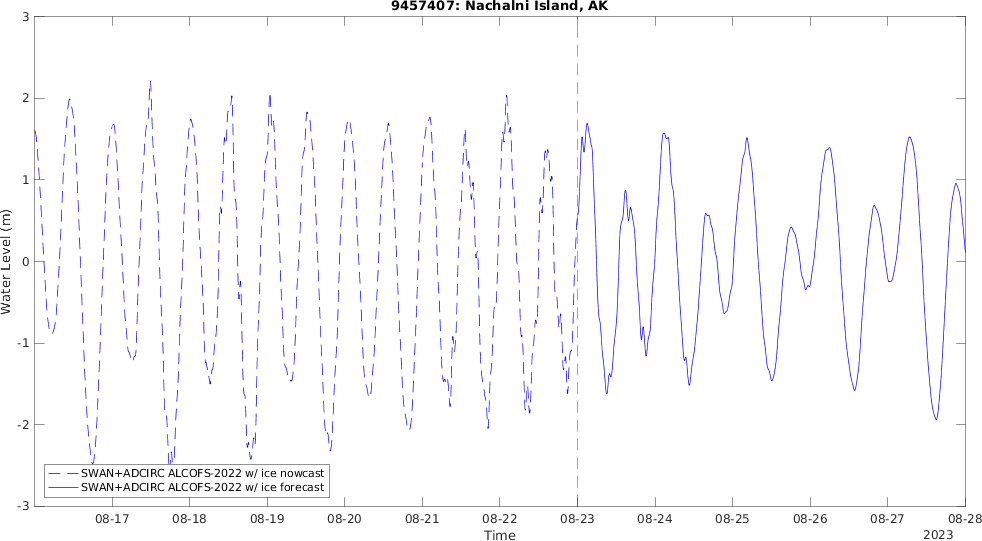 9457407: Nachalni Island, AK
3
2
1
0
-1
-2
-3
Water Level (m)
SWAN+ADCIRC ALCOFS-2022 w/ ice nowcast
SWAN+ADCIRC ALCOFS-2022 w/ ice forecast
08-17 08-18 08-19 08-20 08-21 08-22 08-23 08-24 08-25 08-26 08-27 08-28
Time
2023